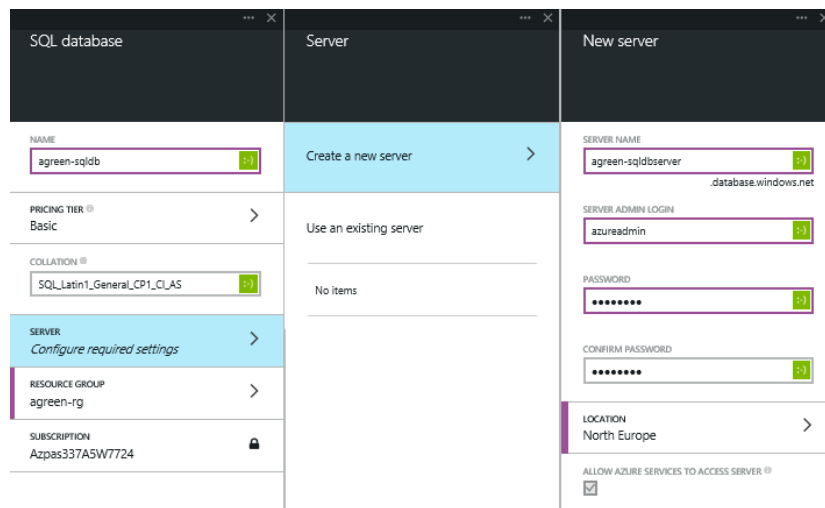 SQL database
NAME
agreen-sqldb
PRICING TIER
Basic
COLLATION
SQL_Latin1_General_CP1_CI_AS
SERVER
Configure required settings
RESOURCE GROUP
agreen-rg
SUBSCRIPTION
Azpas337A5W7724
Server
Create a new server
Use an existing server
No items
New server
SERVER NAME
agreen-sqldbserver
.database.windows.net
SERVER ADMIN LOGIN
azureadmin
PASSWORD
••••••••
CONFIRM PASSWORD
••••••••
LOCATION
North Europe
ALLOW AZURE SERVICES TO ACCESS SERVER